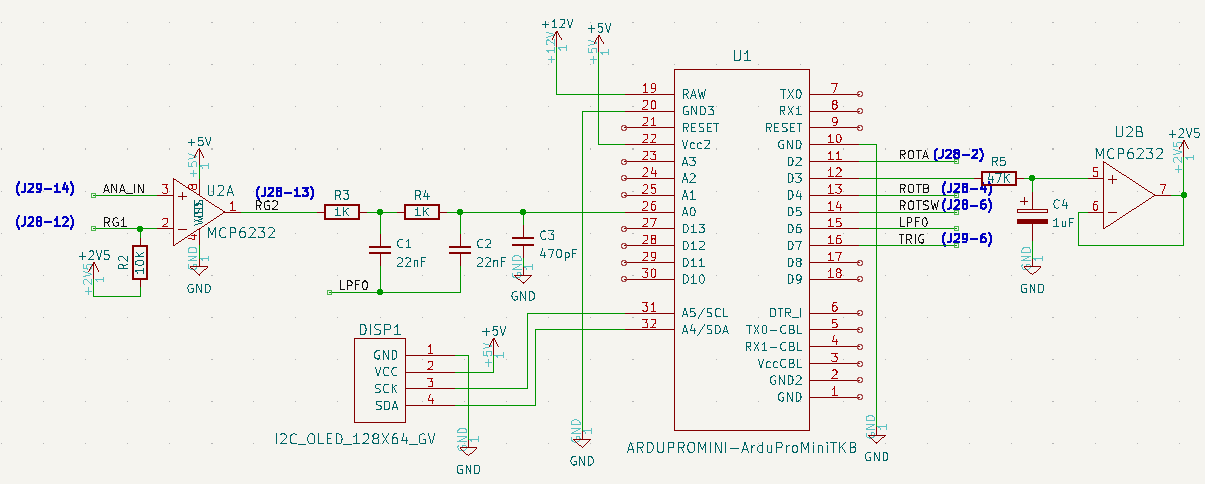 +12V
+12V
1
+5V
+5V
1
U1
19 RAW
20 GND3
21 RESET
22 Vcc2
23 A3
24 A2
25 A1
26 A0
27 D13
28 D12
29 D11
30 D10
31 A5/SCL
32 A4/SDA
TX0 7
RX1 8
RESET 9
GND 10
D2 11
D3 12
D4 13
D5 14
D6 15
D7 16
D8 17
D9 18
DTR_I 6
TX0-CBL 5
RX1-CBL 4
VccCBL 3
GND2 2
GND 1
ARDUPROMINI-ArduProMiniTKB
GND
1
GND
GND
1
GND
+5V
+5V
1
(J29-14) ANA_IN 3
(J28-12) RG1 2
+
−
8
4
1
U2A
MCP6232
GND
1
GND
(J28-13)
RG2
+2V5
+2V5
1
R2
10K
R3
1K
R4
1K
C1
22nF
C2
22nF
C3
470pF
GND
1
GND
LPF0
DISP1
GND 1
VCC 2
SCK 3
SDA 4
I2C_OLED_128X64_GV
+5V
+5V
1
GND
1
GND
ROTA (J28-2)
ROTB (J28-4)
ROTSW (J28-6)
LPF0
TRIG (J29-6)
R5
47K
+
C4
1uF
GND
1
GND
U2B
MCP6232
5 +
6 −
7
+2V5
+2V5
1